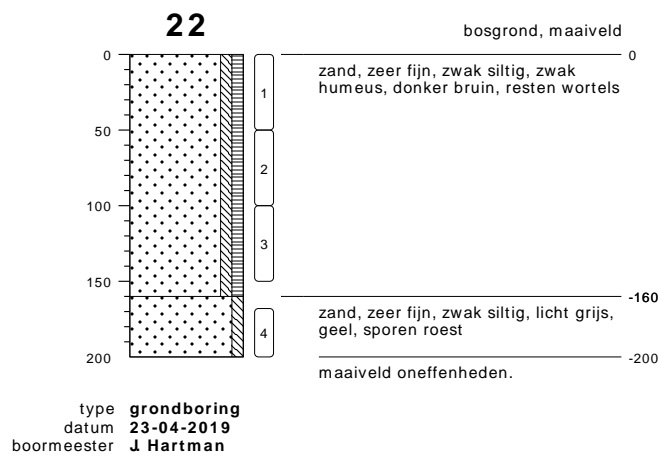 22
bosgrond, maaiveld
0
0
zand, zeer fijn, zwak siltig, zwak
humeus, donker bruin, resten wortels
1
50
2
100
3
150
-160
zand, zeer fijn, zwak siltig, licht grijs,
geel, sporen roest
4
200
-200
maaiveld oneffenheden.
type grondboring
datum 23-04-2019
boormeester J. Hartman